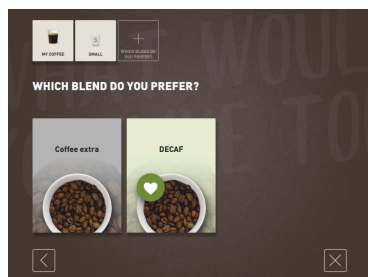 MY COFFEE
SMALL
WHICH BLEND DO
YOU PREFER?
WHICH BLEND DO YOU PREFER?
Coffee extra
DECAF